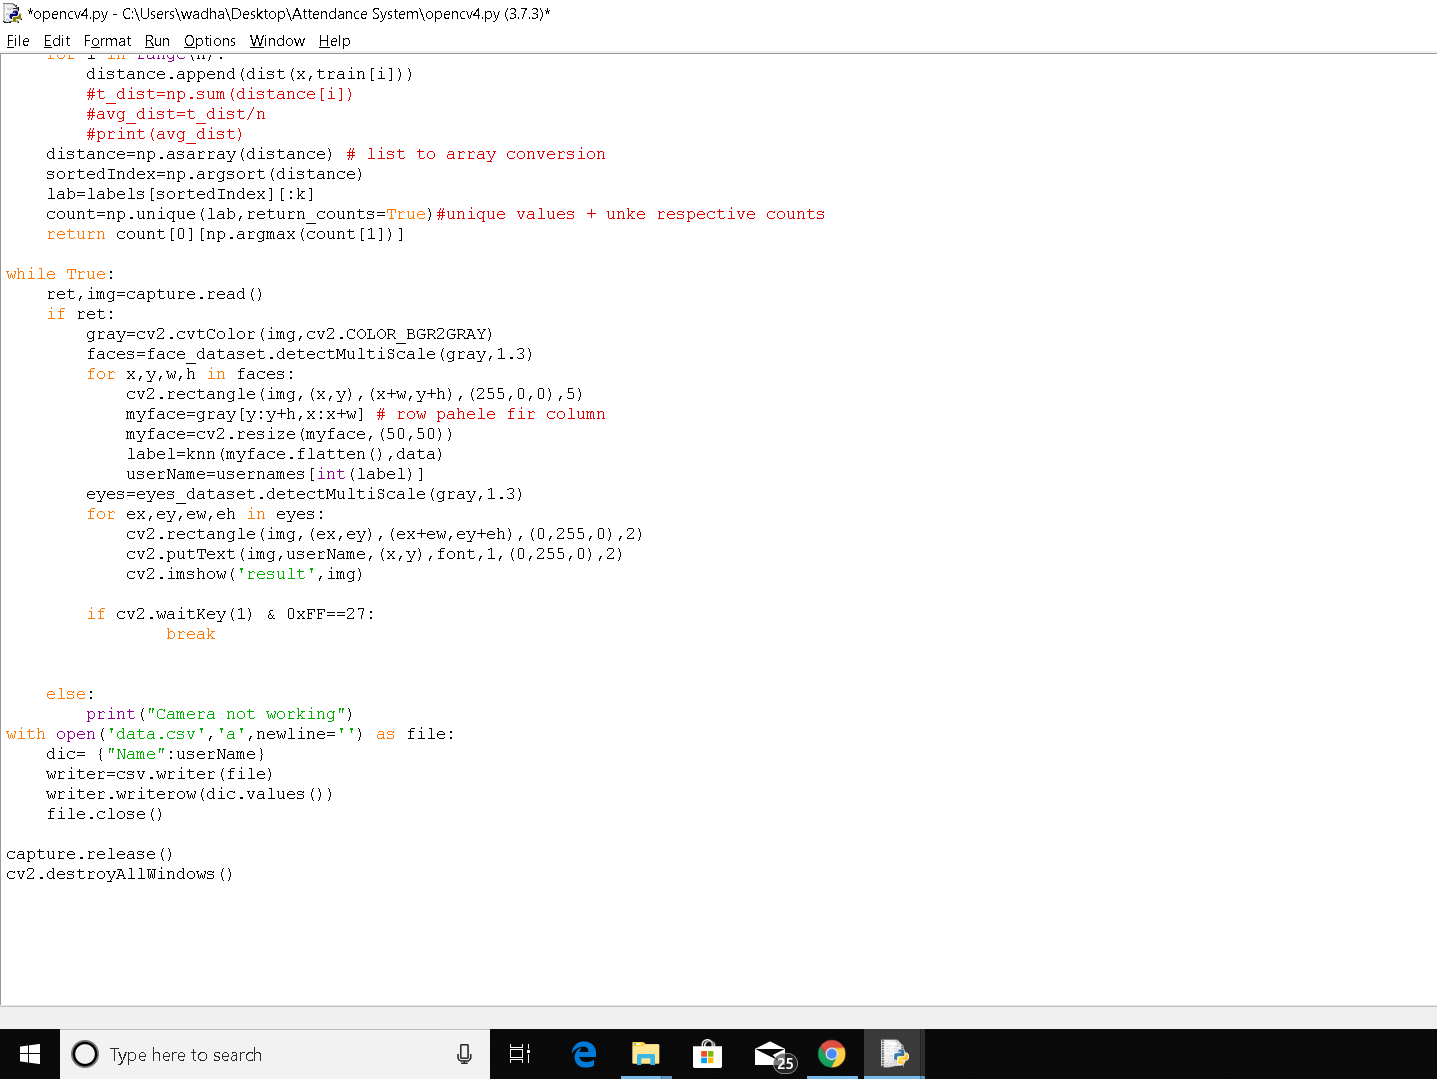 *opencv4.py - C:\Users\wadha\Desktop\Attendance System\opencv4.py (3.7.3)*
File Edit Format Run Options Window Help
    for i in range(n):
        distance.append(dist(x,train[i]))
        #t_dist=np.sum(distance[i])
        #avg_dist=t_dist/n
        #print(avg_dist)
    distance=np.asarray(distance) # list to array conversion
    sortedIndex=np.argsort(distance)
    lab=labels[sortedIndex][:k]
    count=np.unique(lab,return_counts=True)#unique values + unke respective counts
    return count[0][np.argmax(count[1])]
while True:
    ret,img=capture.read()
    if ret:
        gray=cv2.cvtColor(img,cv2.COLOR_BGR2GRAY)
        faces=face_dataset.detectMultiScale(gray,1.3)
        for x,y,w,h in faces:
            cv2.rectangle(img,(x,y),(x+w,y+h),(255,0,0),5)
            myface=gray[y:y+h,x:x+w] # row pahele fir column
            myface=cv2.resize(myface,(50,50))
            label=knn(myface.flatten(),data)
            userName=usernames[int(label)]
        eyes=eyes_dataset.detectMultiScale(gray,1.3)
        for ex,ey,ew,eh in eyes:
            cv2.rectangle(img,(ex,ey),(ex+ew,ey+eh),(0,255,0),2)
            cv2.putText(img,userName,(x,y),font,1,(0,255,0),2)
            cv2.imshow('result',img)
        if cv2.waitKey(1) & 0xFF==27:
                break
    else:
        print("Camera not working")
with open('data.csv','a',newline='') as file:
    dic= {"Name":userName}
    writer=csv.writer(file)
    writer.writerow(dic.values())
    file.close()
capture.release()
cv2.destroyAllWindows()
Type here to search
25